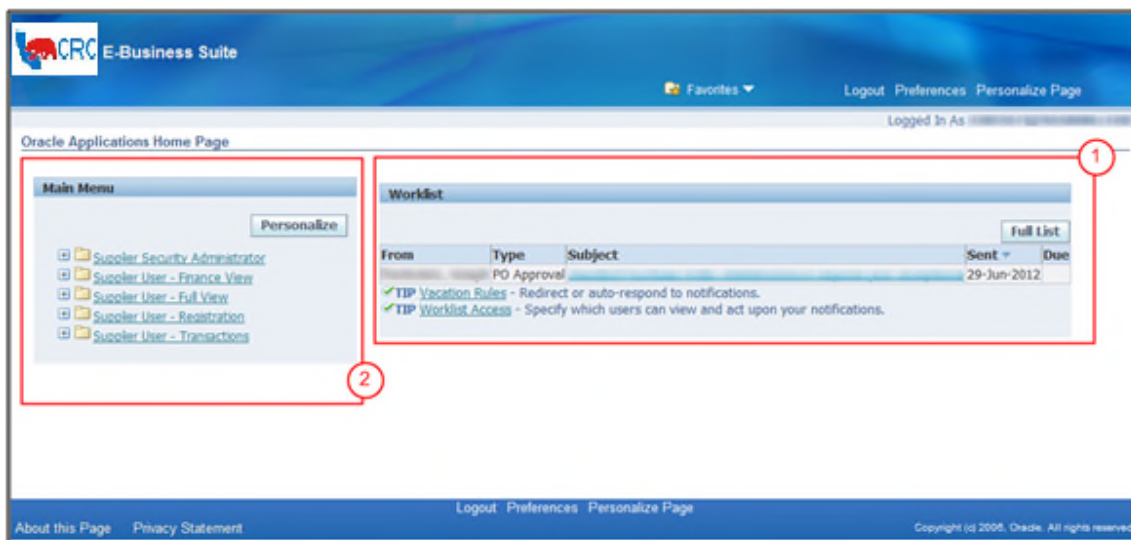 CRC E-Business Suite
Favorites
Logout Preferences Personalize Page
Logged In As
Oracle Applications Home Page
1
Main Menu
Personalize
Supplier Security Administrator
Supplier User - Finance View
Supplier User - Full View
Supplier User - Registration
Supplier User - Transactions
2
Worklist
Full List
From Type Subject Sent Due
PO Approval 29-Jun-2012
TIP Vacation Rules - Redirect or auto-respond to notifications.
TIP Worklist Access - Specify which users can view and act upon your notifications.
Logout Preferences Personalize Page
About this Page Privacy Statement
Copyright (c) 2006, Oracle. All rights reserved